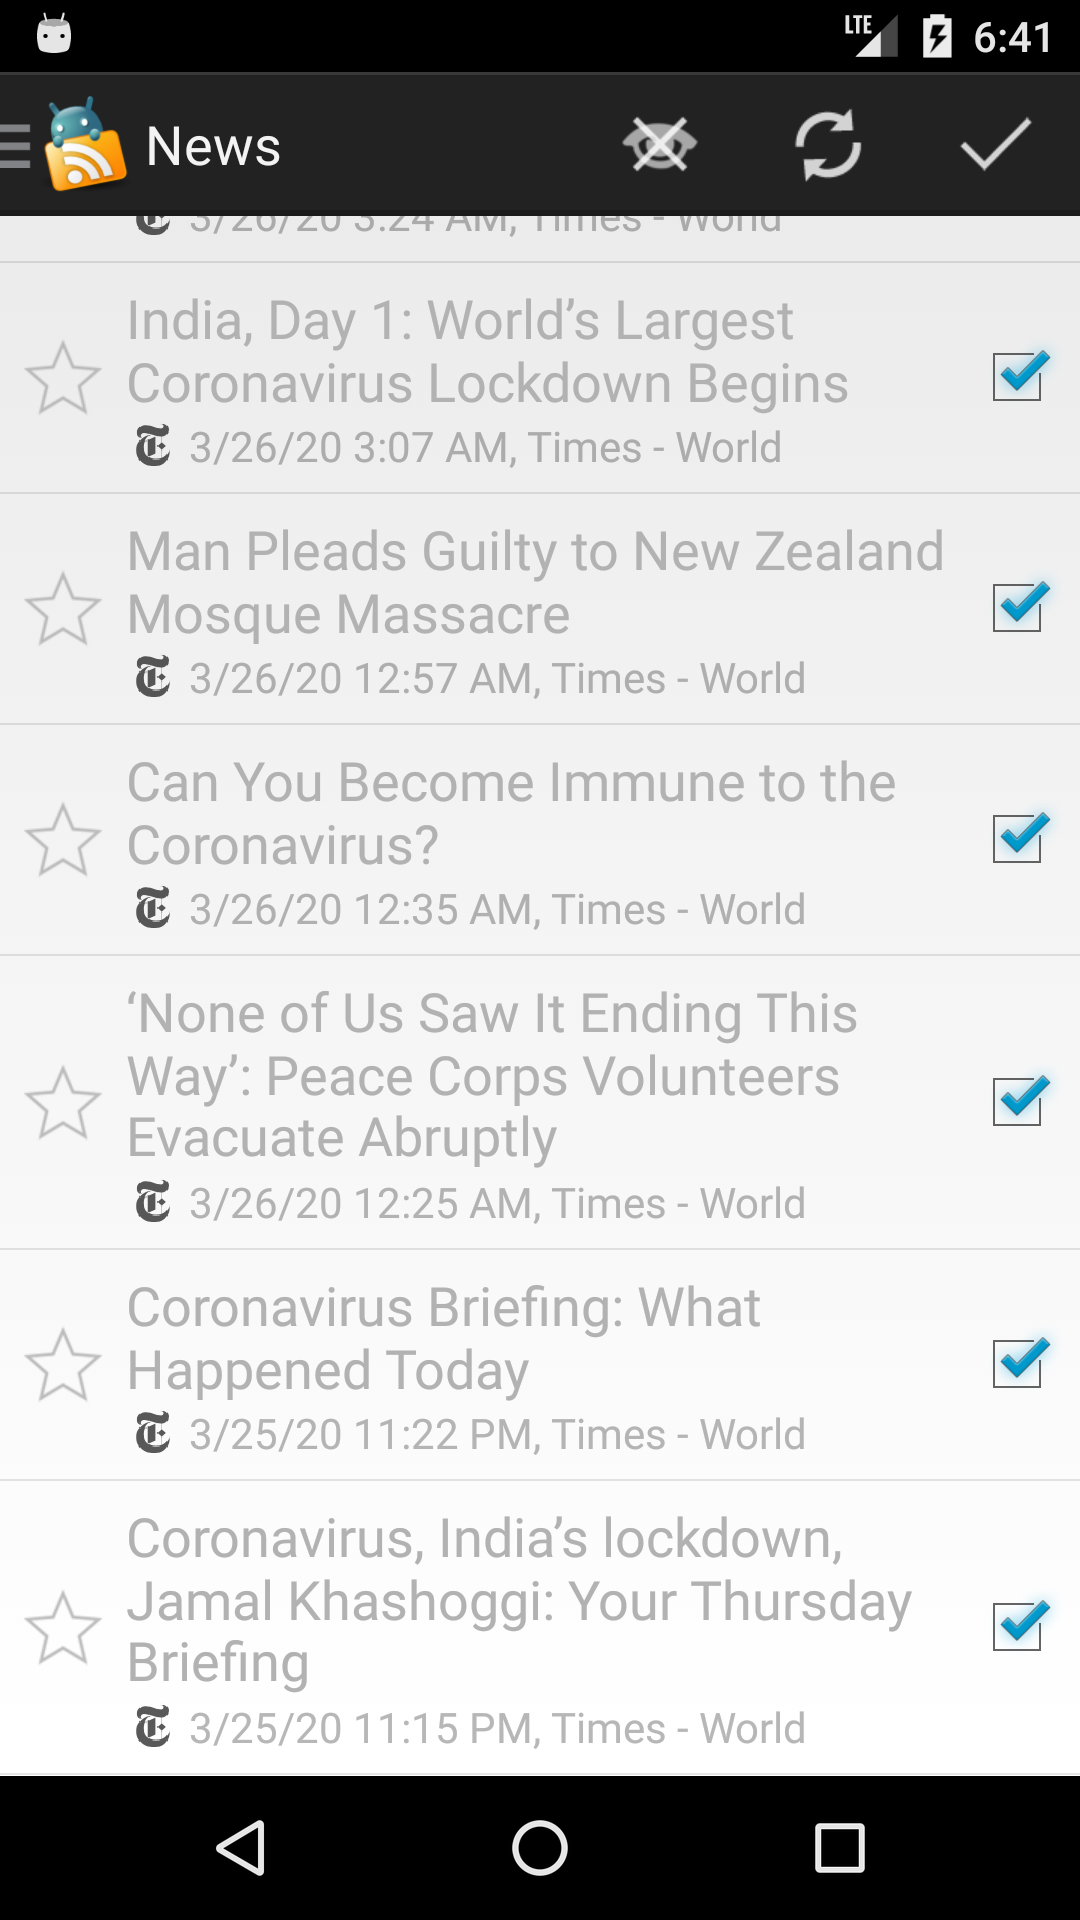 LTE 6:41
News
3/26/20 3:24 AM, Times - World
India, Day 1: World’s Largest
Coronavirus Lockdown Begins
3/26/20 3:07 AM, Times - World
Man Pleads Guilty to New Zealand
Mosque Massacre
3/26/20 12:57 AM, Times - World
Can You Become Immune to the
Coronavirus?
3/26/20 12:35 AM, Times - World
‘None of Us Saw It Ending This
Way’: Peace Corps Volunteers
Evacuate Abruptly
3/26/20 12:25 AM, Times - World
Coronavirus Briefing: What
Happened Today
3/25/20 11:22 PM, Times - World
Coronavirus, India’s lockdown,
Jamal Khashoggi: Your Thursday
Briefing
3/25/20 11:15 PM, Times - World